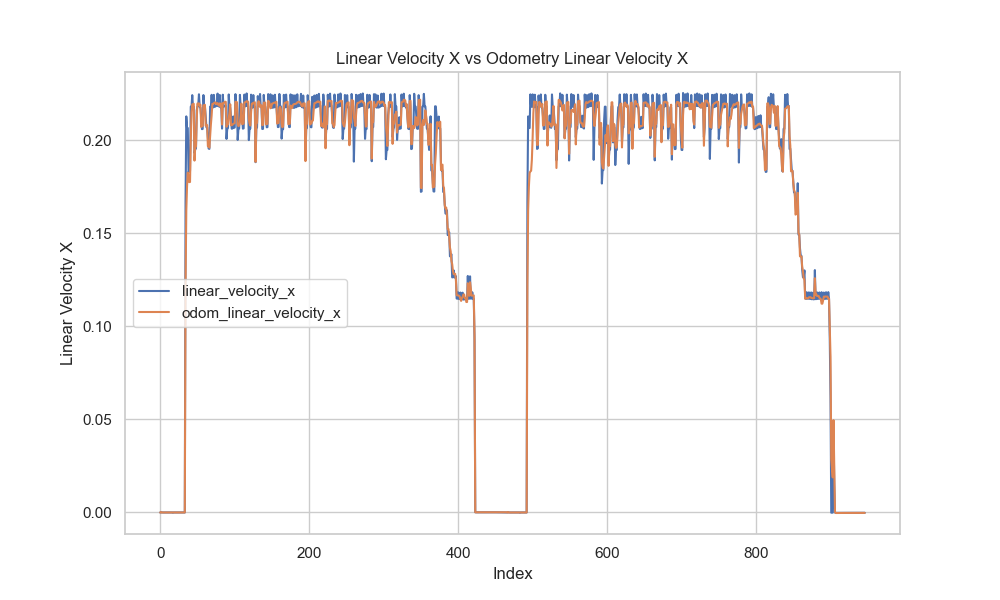 Linear Velocity X vs Odometry Linear Velocity X
0.20
0.15
0.10
0.05
0.00
Linear Velocity X
linear_velocity_x
odom_linear_velocity_x
0 200 400 600 800
Index